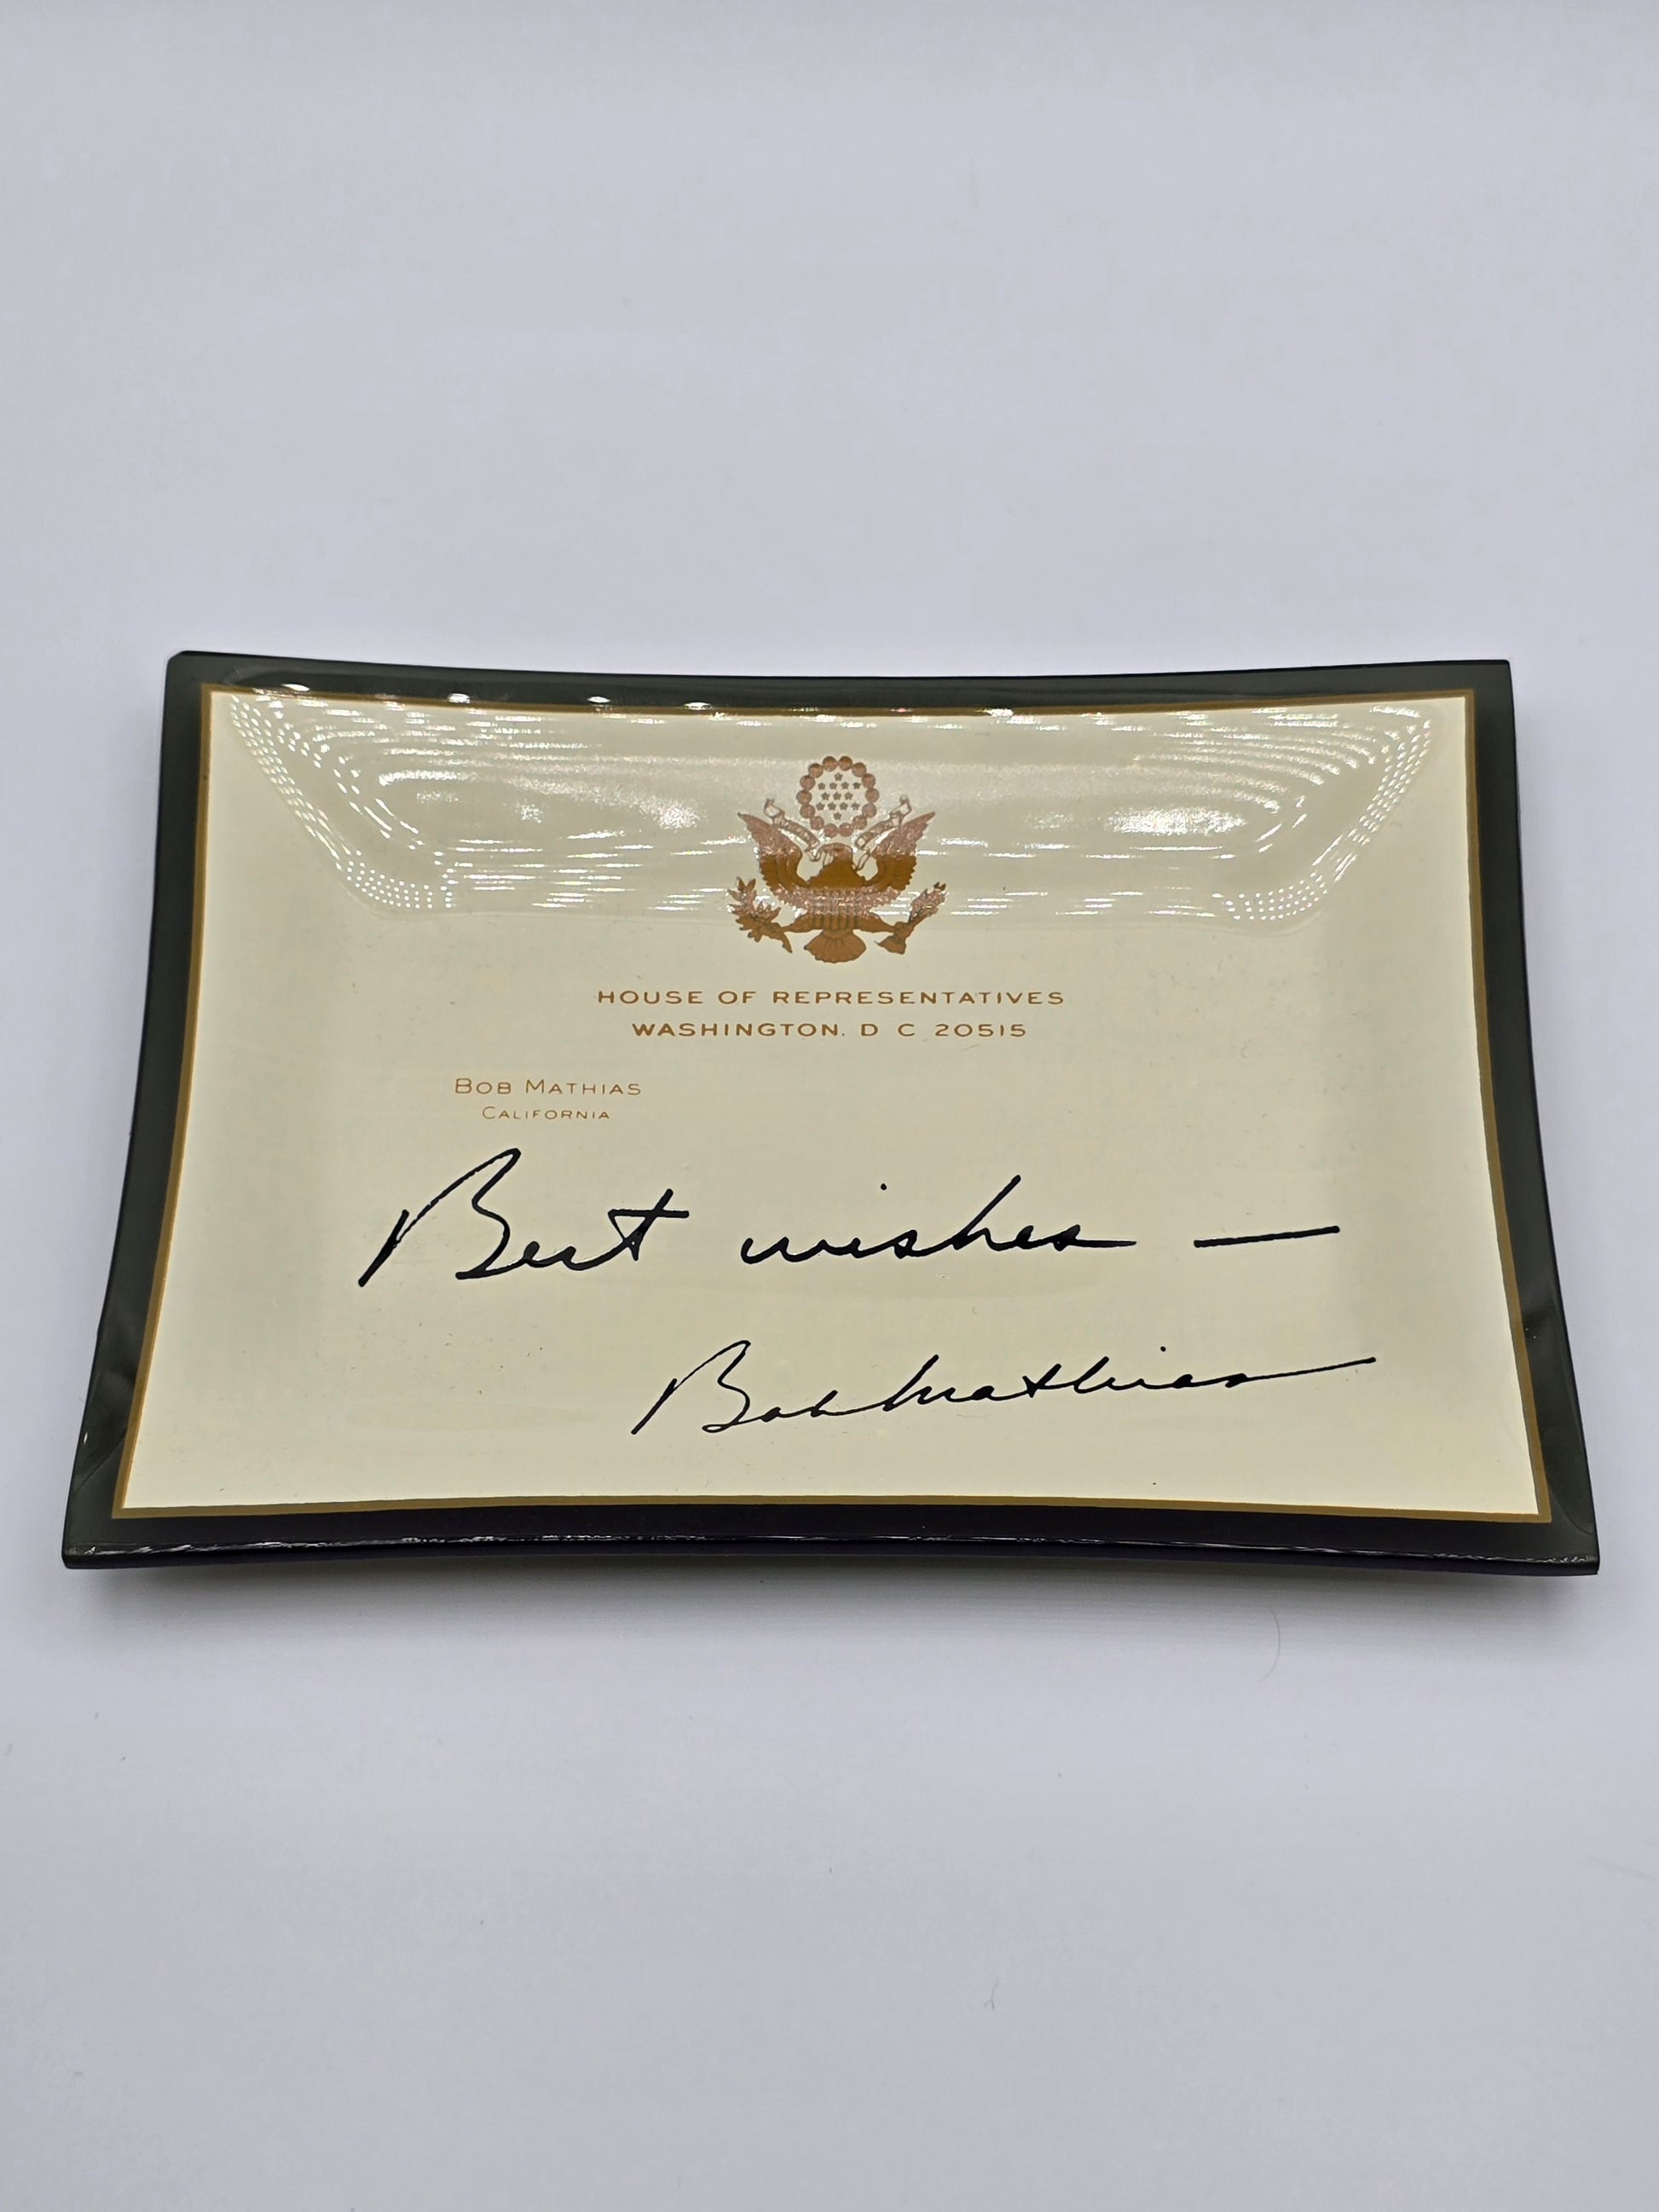 HOUSE OF REPRESENTATIVES
WASHINGTON. D C 20515
BOB MATHIAS
CALIFORNIA
Best wishes —
Bob Mathias